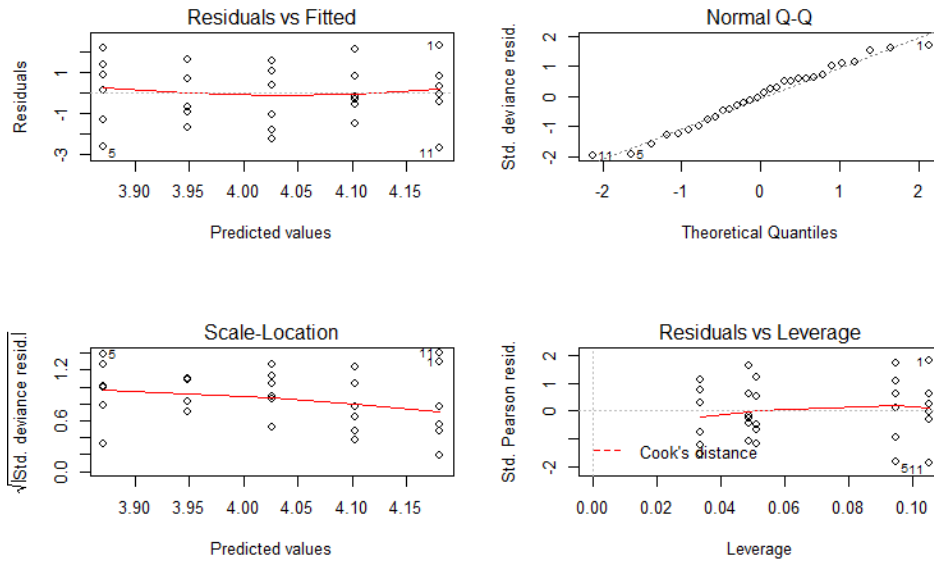 Residuals vs Fitted
Residuals
1
-1
-3
1
5
11
3.90 3.95 4.00 4.05 4.10 4.15
Predicted values
Normal Q-Q
Std. deviance resid.
2
1
0
-1
-2
1
11
5
-2 -1 0 1 2
Theoretical Quantiles
Scale-Location
√|Std. deviance resid.|
1.2
0.6
0.0
5
11
1
3.90 3.95 4.00 4.05 4.10 4.15
Predicted values
Residuals vs Leverage
Std. Pearson resid.
2
1
0
-2
1
Cook's distance
511
0.00 0.02 0.04 0.06 0.08 0.10
Leverage